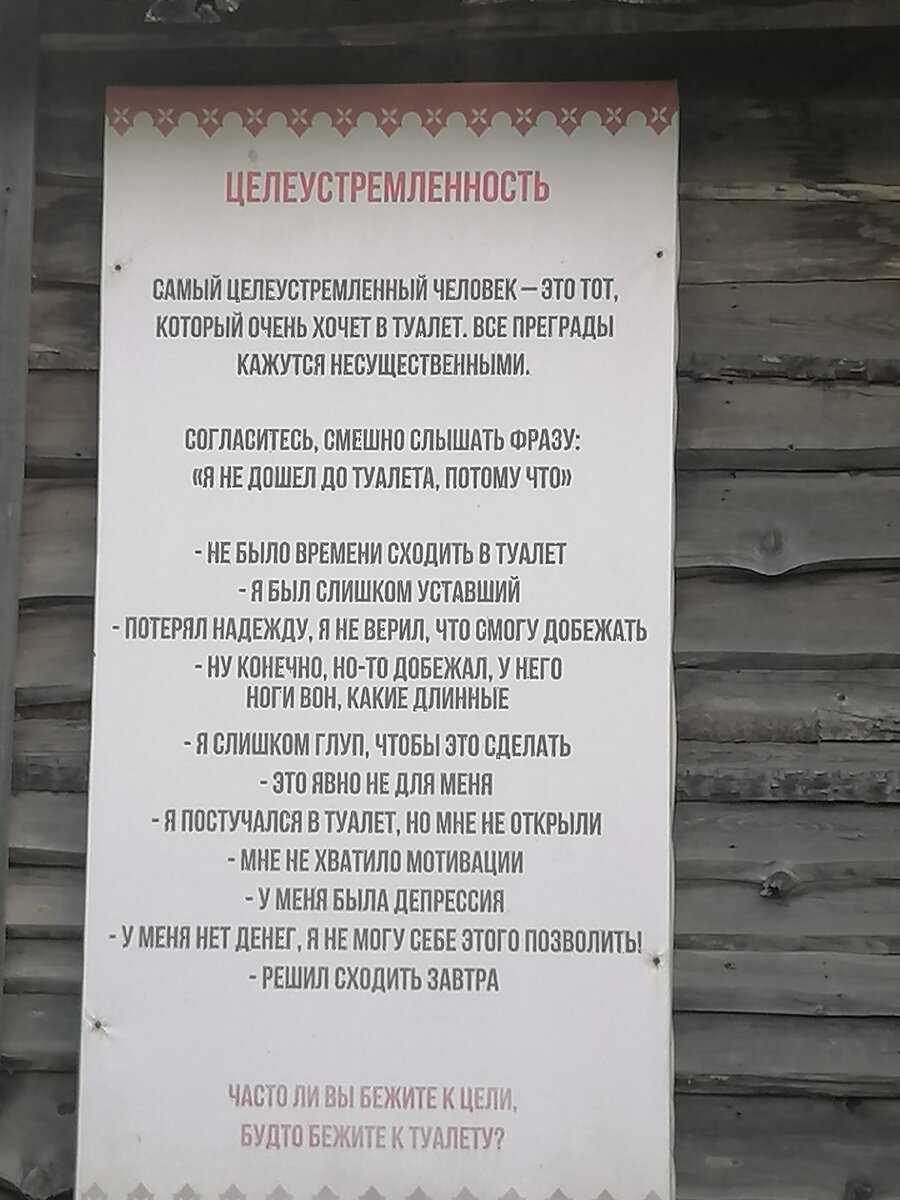 ЦЕЛЕУСТРЕМЛЕННОСТЬ
САМЫЙ ЦЕЛЕУСТРЕМЛЕННЫЙ ЧЕЛОВЕК – ЭТО ТОТ,
КОТОРЫЙ ОЧЕНЬ ХОЧЕТ В ТУАЛЕТ. ВСЕ ПРЕГРАДЫ
КАЖУТСЯ НЕСУЩЕСТВЕННЫМИ.
СОГЛАСИТЕСЬ, СМЕШНО СЛЫШАТЬ ФРАЗУ:
«Я НЕ ДОШЕЛ ДО ТУАЛЕТА, ПОТОМУ ЧТО»
- НЕ БЫЛО ВРЕМЕНИ СХОДИТЬ В ТУАЛЕТ
- Я БЫЛ СЛИШКОМ УСТАВШИЙ
- ПОТЕРЯЛ НАДЕЖДУ, Я НЕ ВЕРИЛ, ЧТО СМОГУ ДОБЕЖАТЬ
- НУ КОНЕЧНО, НО-ТО ДОБЕЖАЛ, У НЕГО
НОГИ ВОН, КАКИЕ ДЛИННЫЕ
- Я СЛИШКОМ ГЛУП, ЧТОБЫ ЭТО СДЕЛАТЬ
- ЭТО ЯВНО НЕ ДЛЯ МЕНЯ
- Я ПОСТУЧАЛСЯ В ТУАЛЕТ, НО МНЕ НЕ ОТКРЫЛИ
- МНЕ НЕ ХВАТИЛО МОТИВАЦИИ
- У МЕНЯ БЫЛА ДЕПРЕССИЯ
- У МЕНЯ НЕТ ДЕНЕГ, Я НЕ МОГУ СЕБЕ ЭТОГО ПОЗВОЛИТЬ!
- РЕШИЛ СХОДИТЬ ЗАВТРА
ЧАСТО ЛИ ВЫ БЕЖИТЕ К ЦЕЛИ,
БУДТО БЕЖИТЕ К ТУАЛЕТУ?